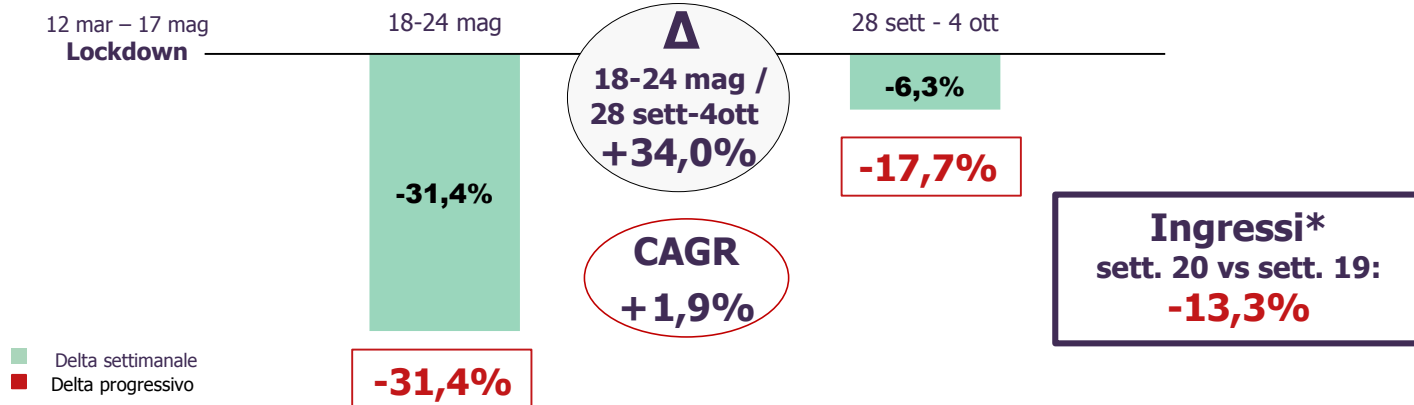 12 mar – 17 mag
Lockdown
18-24 mag
Δ
18-24 mag /
28 sett-4ott
+34,0%
28 sett - 4 ott
-6,3%
-17,7%
-31,4%
CAGR
+1,9%
Ingressi*
sett. 20 vs sett. 19:
-13,3%
Delta settimanale
Delta progressivo
-31,4%